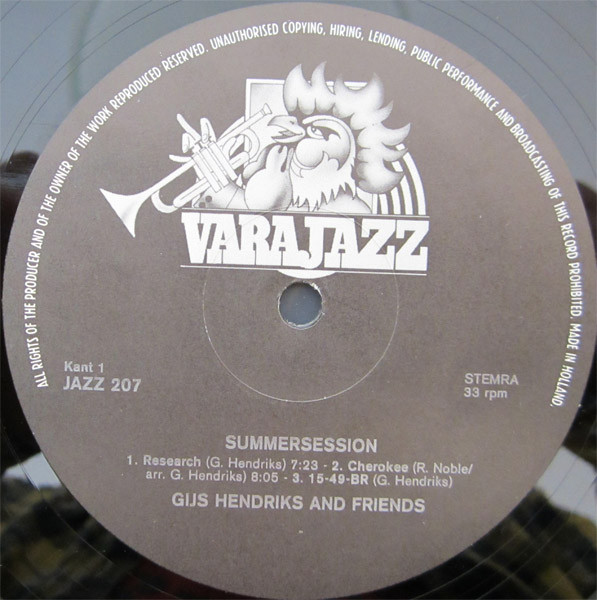 ALL RIGHTS OF THE PRODUCER AND OF THE OWNER OF THE WORK REPRODUCED RESERVED. UNAUTHORISED COPYING, HIRING, LENDING, PUBLIC PERFORMANCE AND BROADCASTING OF THIS RECORD PROHIBITED. MADE IN HOLLAND.
VARAJAZZ
Kant 1
JAZZ 207
STEMRA
33 rpm
SUMMERSESSION
1. Research (G. Hendriks) 7:23 - 2. Cherokee (R. Noble/
arr. G. Hendriks) 8:05 - 3. 15-49-BR (G. Hendriks)
GIJS HENDRIKS AND FRIENDS